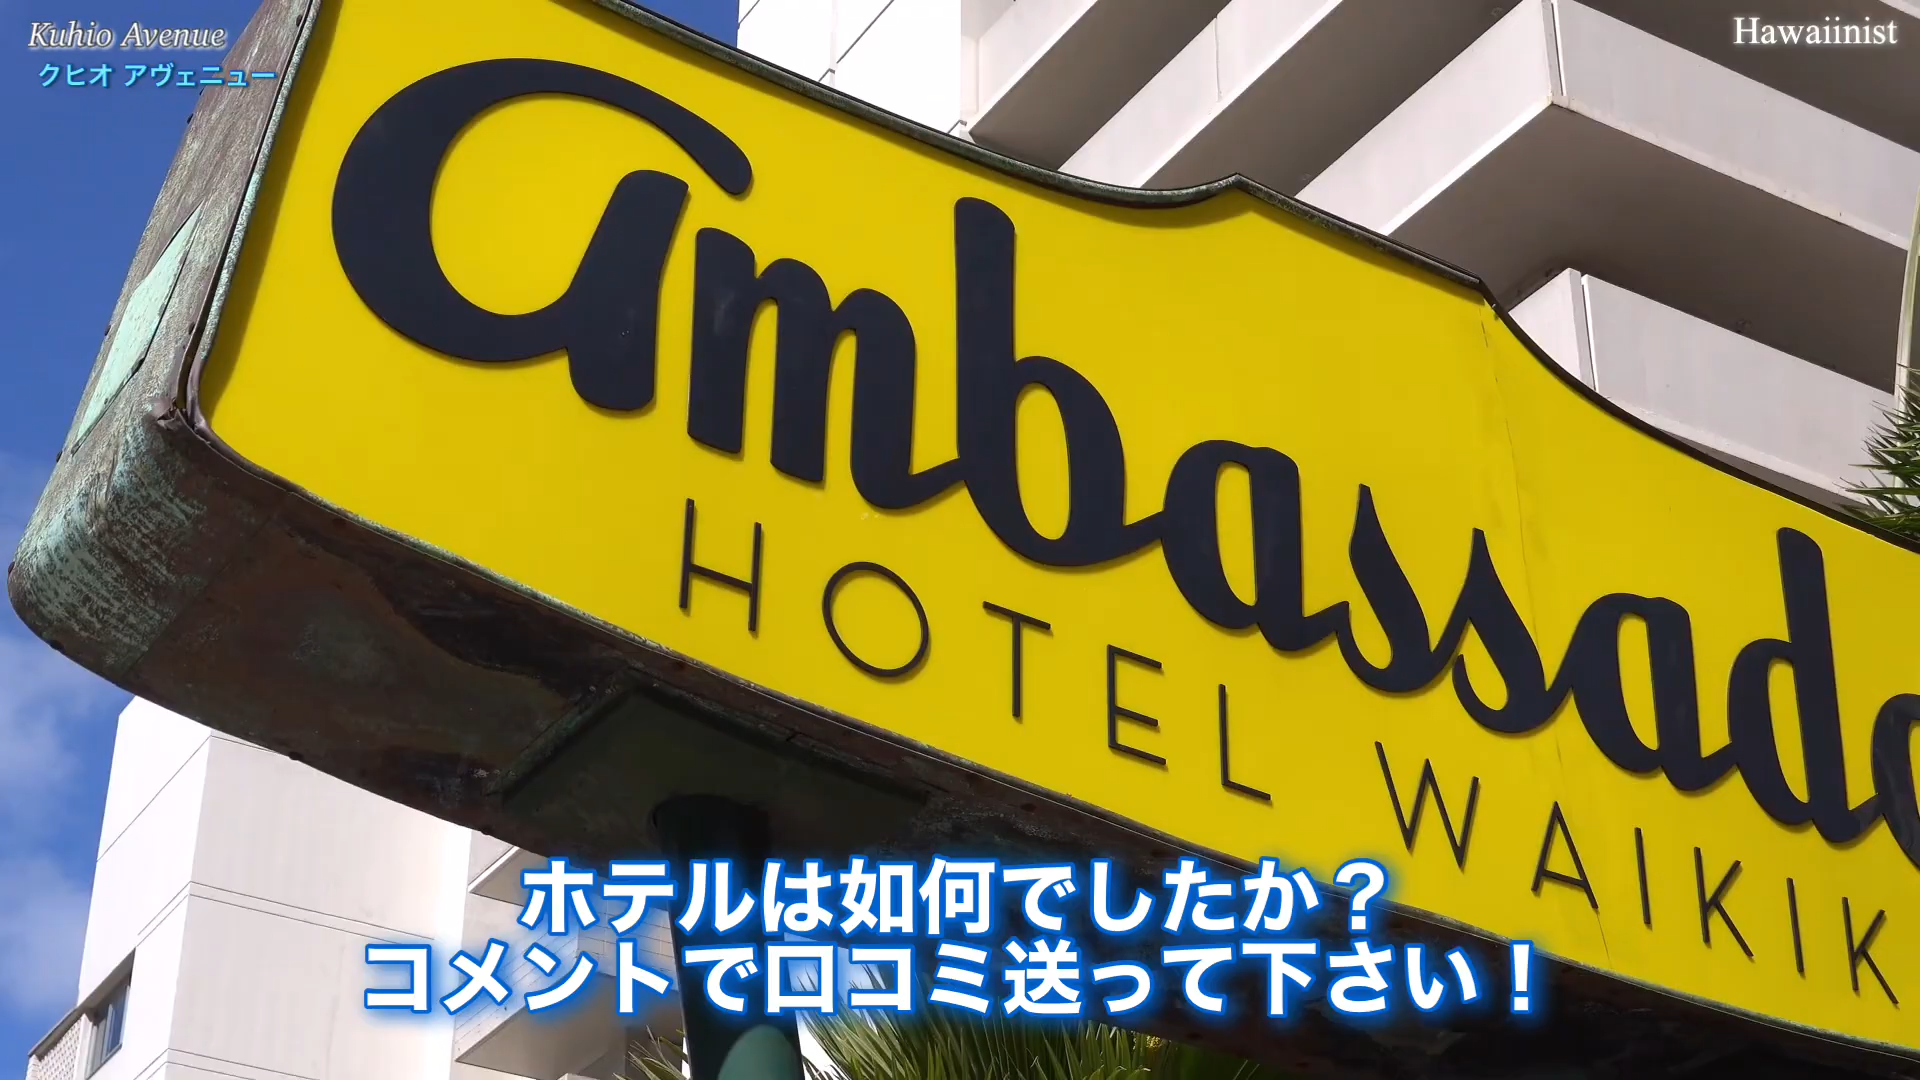 Kuhio Avenue
クヒオ アヴェニュー
Hawaiinist
ambassado
HOTEL WAIKIK
ホテルは如何でしたか？
コメントで口コミ送って下さい！